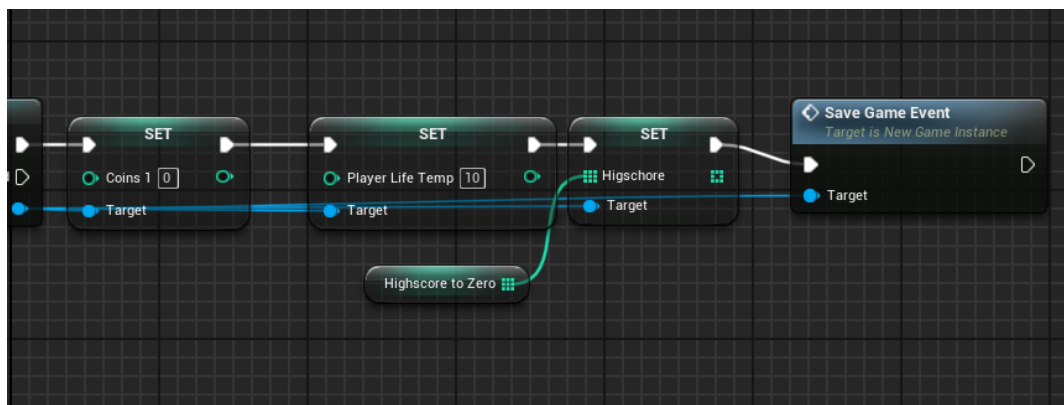 SET
Coins 1 0
Target
SET
Player Life Temp 10
Target
SET
Higschore
Target
Save Game Event
Target is New Game Instance
Target
Highscore to Zero